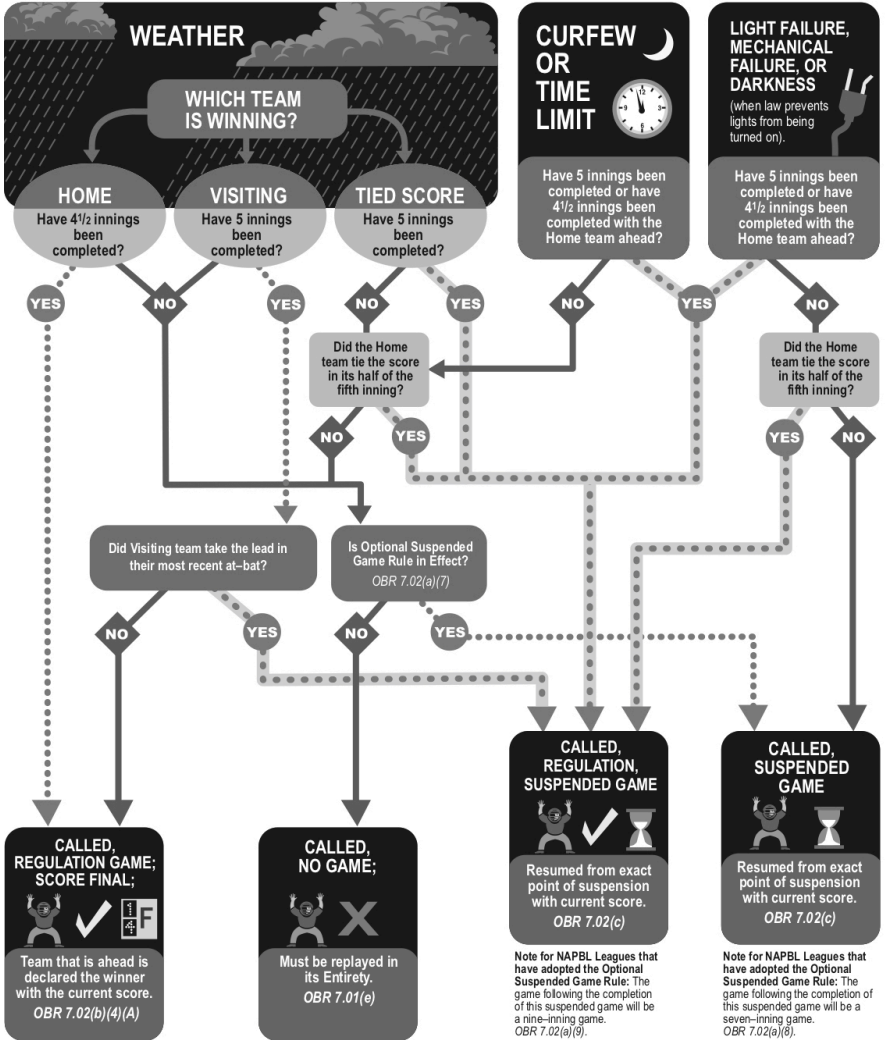 WEATHER
WHICH TEAM
IS WINNING?
HOME
Have 4½ innings
been
completed?
VISITING
Have 5 innings
been
completed?
TIED SCORE
Have 5 innings
been
completed?
CURFEW
OR
TIME
LIMIT
12
3
6
9
Have 5 innings been
completed or have
4½ innings been
completed with the
Home team ahead?
LIGHT FAILURE,
MECHANICAL
FAILURE, OR
DARKNESS
(when law prevents
lights from being
turned on).
Have 5 innings been
completed or have
4½ innings been
completed with the
Home team ahead?
YES
NO
YES
NO
YES
NO
YES
NO
Did the Home
team tie the score
in its half of the
fifth inning?
Did the Home
team tie the score
in its half of the
fifth inning?
NO
YES
YES
NO
Did Visiting team take the lead in
their most recent at–bat?
Is Optional Suspended
Game Rule in Effect?
OBR 7.02(a)(7)
NO
YES
NO
YES
CALLED,
REGULATION GAME;
SCORE FINAL;
1
4
F
Team that is ahead is
declared the winner
with the current score.
OBR 7.02(b)(4)(A)
CALLED,
NO GAME;
X
Must be replayed in
its Entirety.
OBR 7.01(e)
CALLED,
REGULATION,
SUSPENDED GAME
Resumed from exact
point of suspension
with current score.
OBR 7.02(c)
Note for NAPBL Leagues that
have adopted the Optional
Suspended Game Rule: The
game following the completion
of this suspended game will be
a nine–inning game.
OBR 7.02(a)(9).
CALLED,
SUSPENDED
GAME
Resumed from exact
point of suspension
with current score.
OBR 7.02(c)
Note for NAPBL Leagues that
have adopted the Optional
Suspended Game Rule: The
game following the completion of
this suspended game will be a
seven–inning game.
OBR 7.02(a)(8).